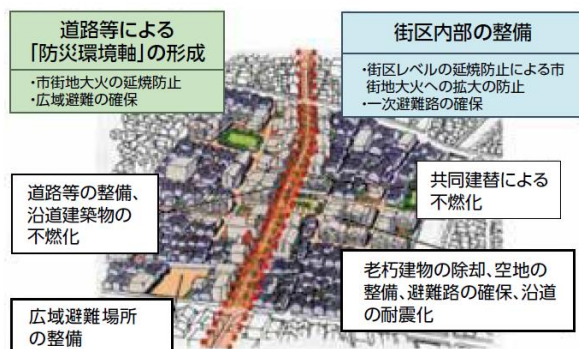 道路等による
「防災環境軸」の形成
・市街地大火の延焼防止
・広域避難の確保
街区内部の整備
・街区レベルの延焼防止による市
街地大火への拡大の防止
・一次避難路の確保
道路等の整備、
沿道建築物の
不燃化
共同建替による
不燃化
広域避難場所
の整備
老朽建物の除却、空地の
整備、避難路の確保、沿道
の耐震化